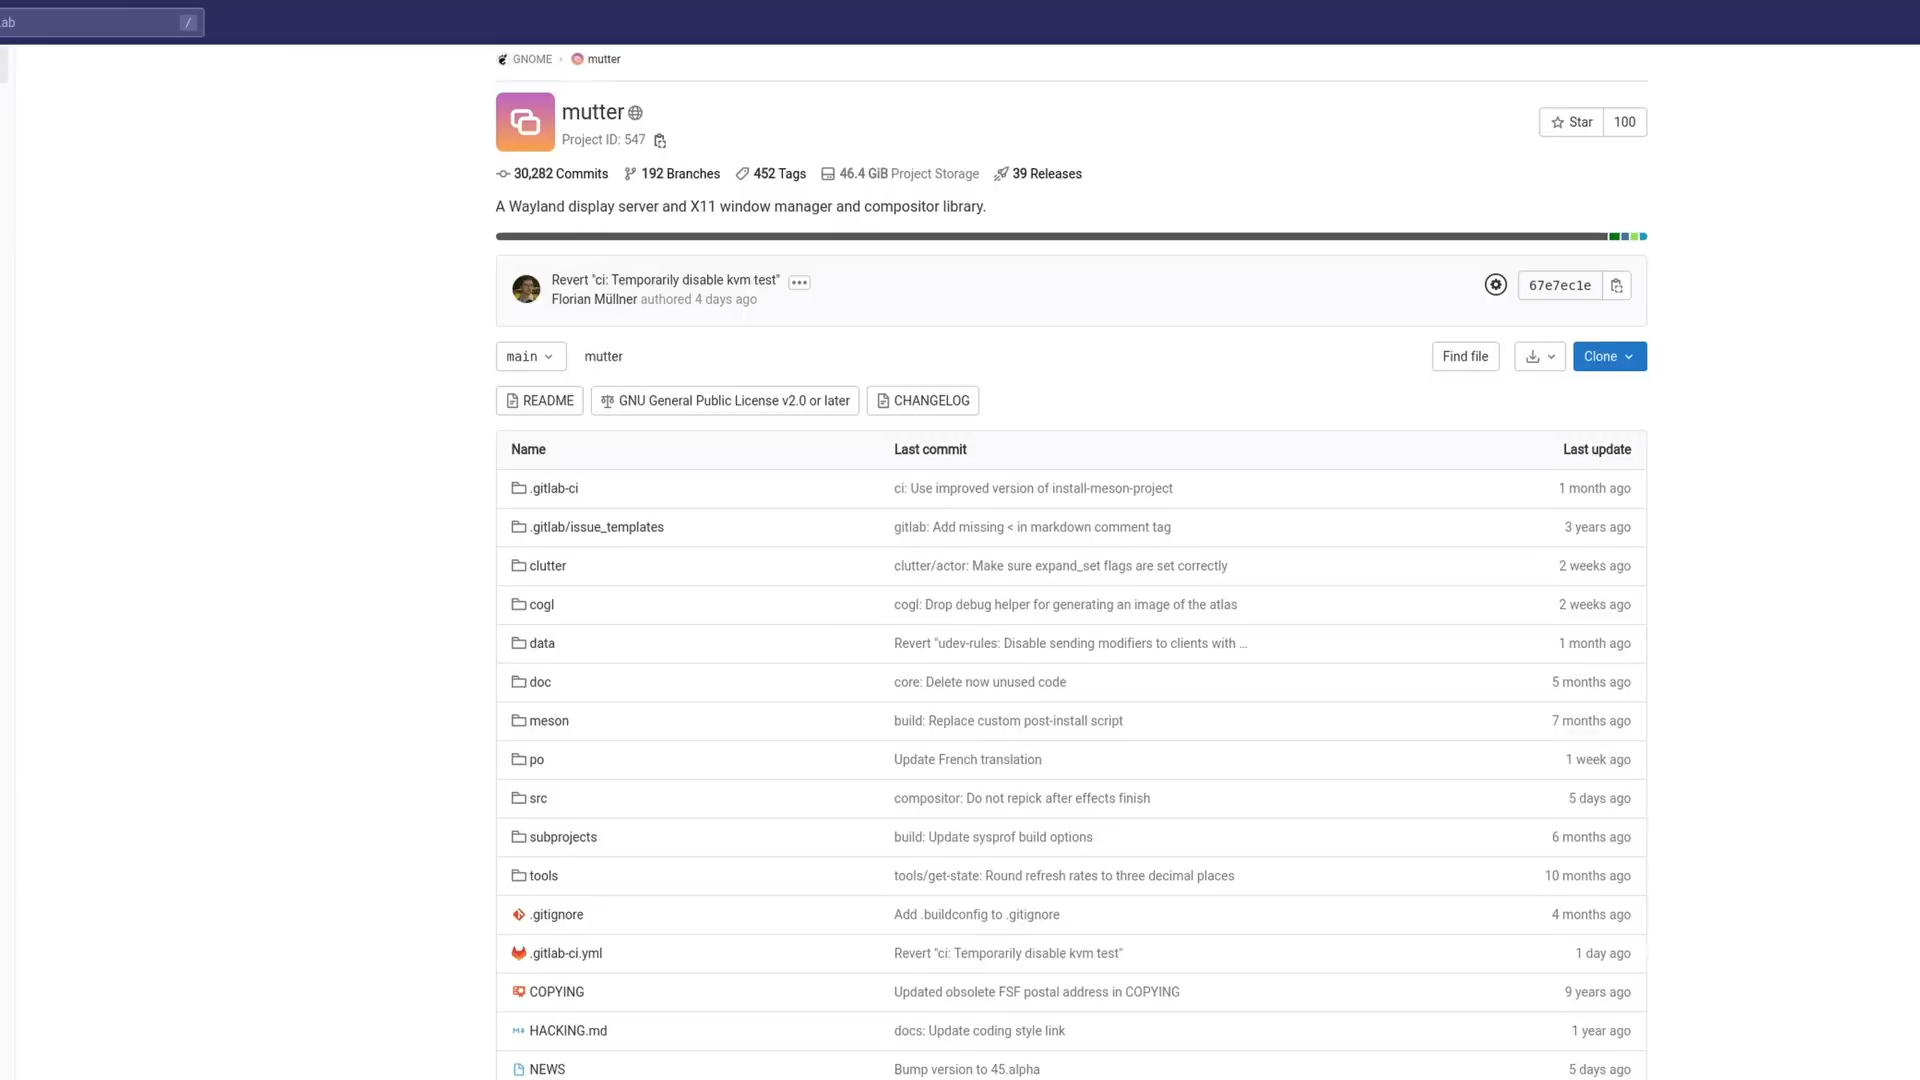 ab /
GNOME › mutter
mutter
Project ID: 547
Star 100
30,282 Commits 192 Branches 452 Tags 46.4 GiB Project Storage 39 Releases
A Wayland display server and X11 window manager and compositor library.
Revert "ci: Temporarily disable kvm test"
Florian Müllner authored 4 days ago
67e7ec1e
main mutter Find file Clone
README GNU General Public License v2.0 or later CHANGELOG
Name Last commit Last update
.gitlab-ci ci: Use improved version of install-meson-project 1 month ago
.gitlab/issue_templates gitlab: Add missing < in markdown comment tag 3 years ago
clutter clutter/actor: Make sure expand_set flags are set correctly 2 weeks ago
cogl cogl: Drop debug helper for generating an image of the atlas 2 weeks ago
data Revert "udev-rules: Disable sending modifiers to clients with ... 1 month ago
doc core: Delete now unused code 5 months ago
meson build: Replace custom post-install script 7 months ago
po Update French translation 1 week ago
src compositor: Do not repick after effects finish 5 days ago
subprojects build: Update sysprof build options 6 months ago
tools tools/get-state: Round refresh rates to three decimal places 10 months ago
.gitignore Add .buildconfig to .gitignore 4 months ago
.gitlab-ci.yml Revert "ci: Temporarily disable kvm test" 1 day ago
COPYING Updated obsolete FSF postal address in COPYING 9 years ago
HACKING.md docs: Update coding style link 1 year ago
NEWS Bump version to 45.alpha 5 days ago